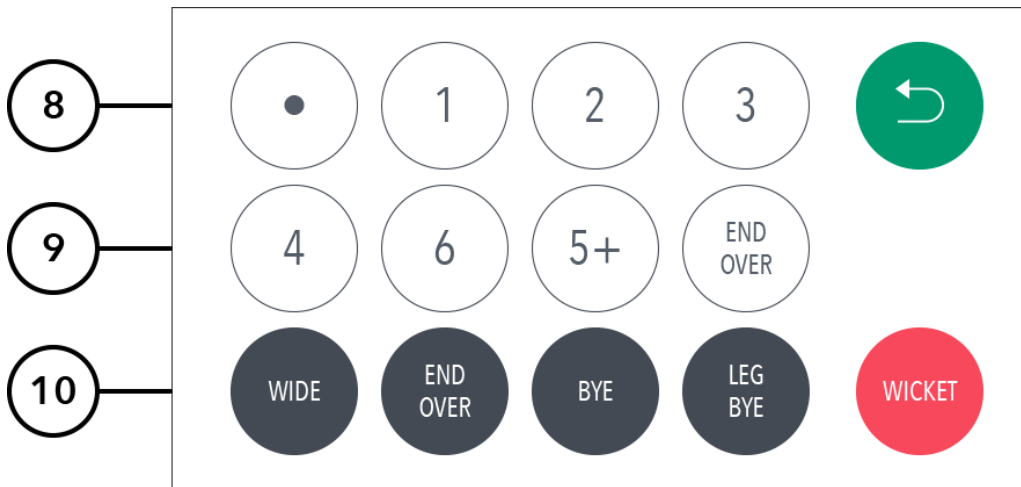 8
• 1 2 3
9
4 6 5+ END
OVER
10
WIDE END
OVER BYE LEG
BYE WICKET